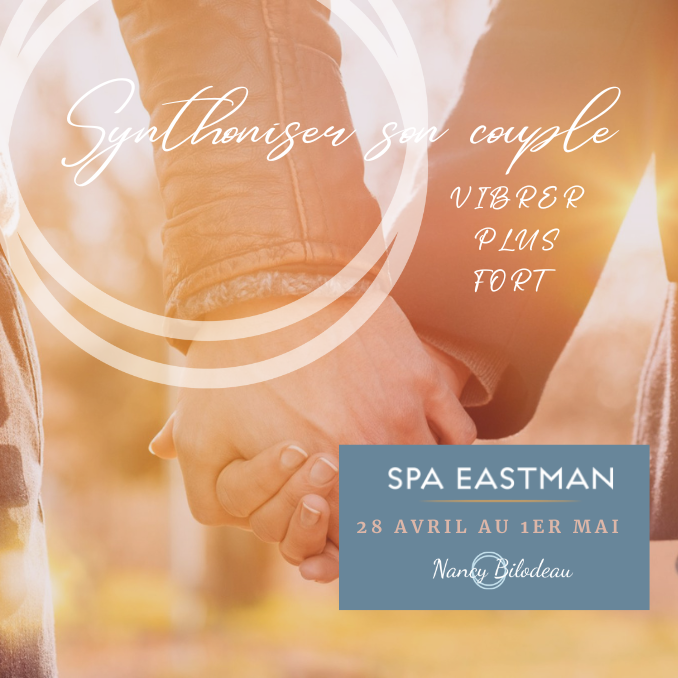 Synthoniser son couple
VIBRER
PLUS
FORT
SPA EASTMAN
28 AVRIL AU 1ER MAI
Nancy Bilodeau